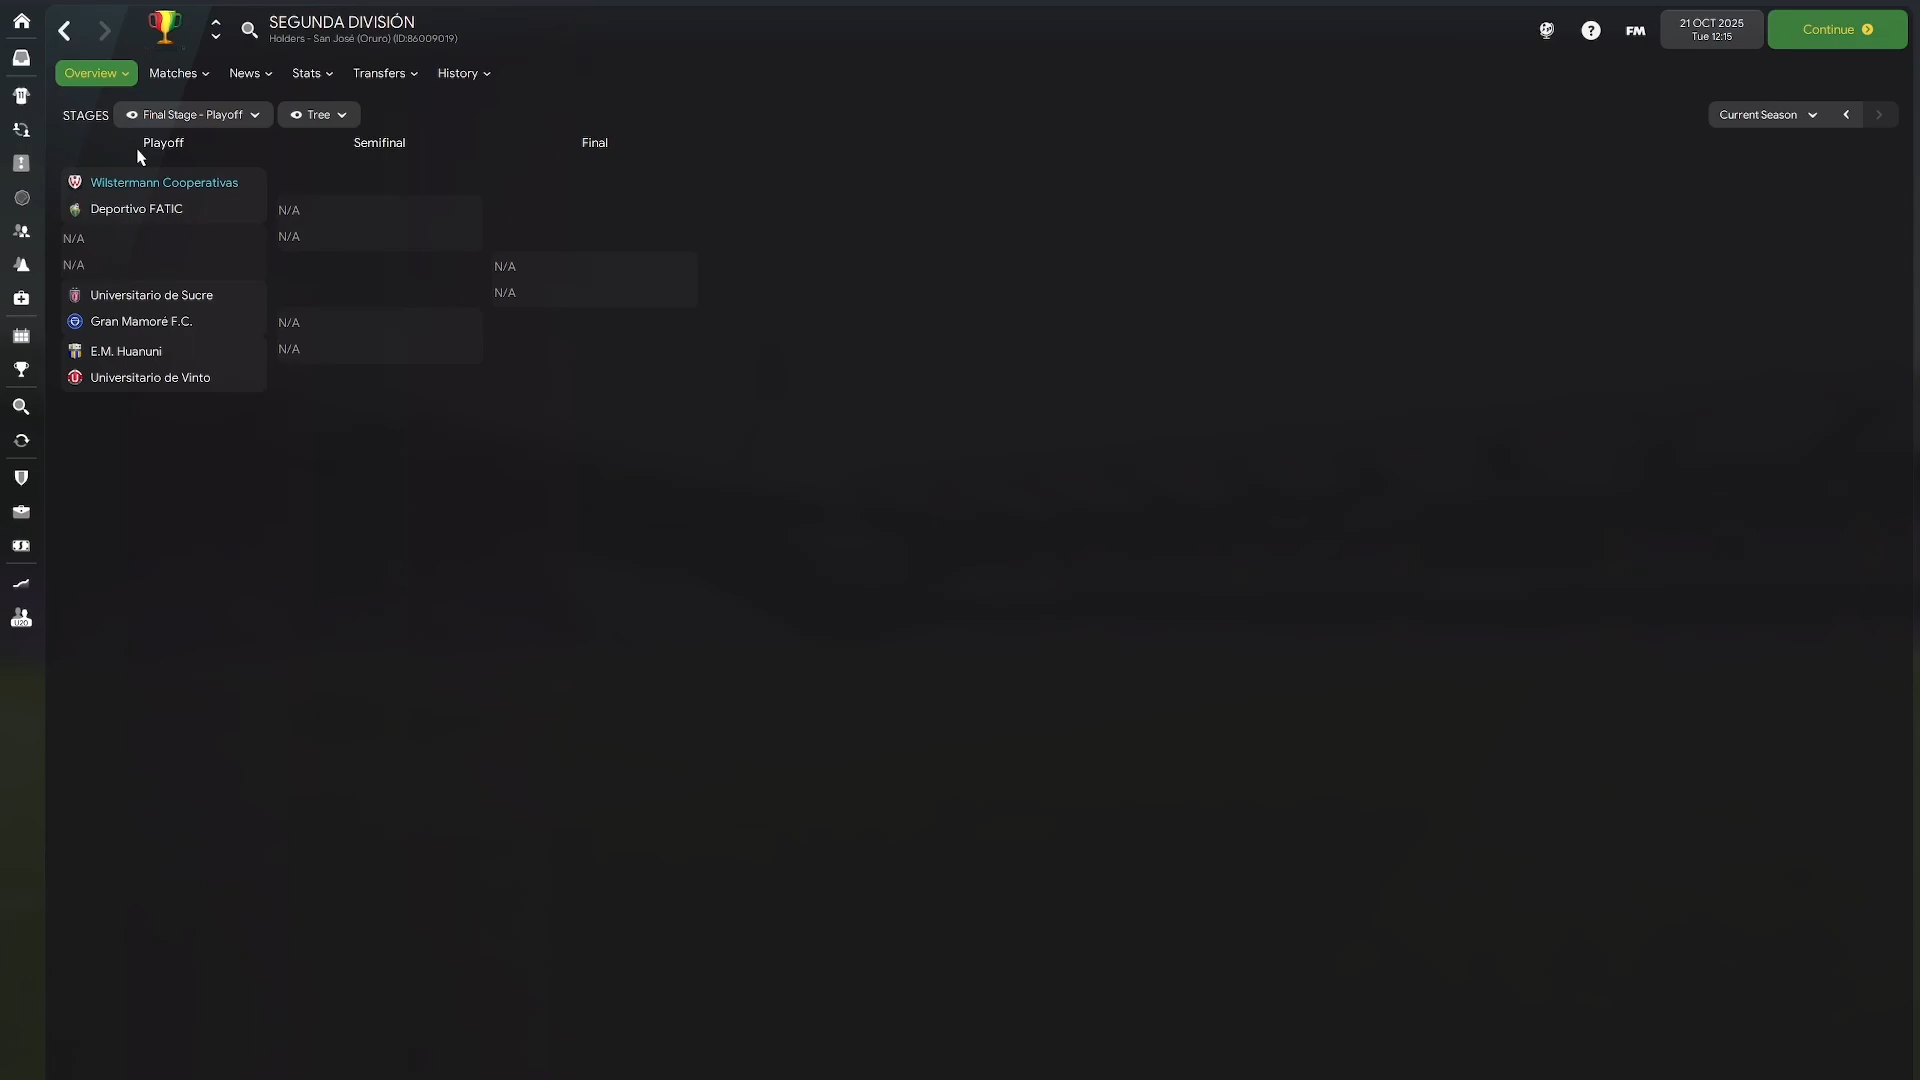 SEGUNDA DIVISIÓN
Holders - San José (Oruro) (ID:86009019)
FM
21 OCT 2025
Tue 12:15
Continue
Overview
Matches
News
Stats
Transfers
History
STAGES
Final Stage - Playoff
Tree
Current Season
Playoff
Semifinal
Final
Wilstermann Cooperativas
Deportivo FATIC
N/A
N/A
Universitario de Sucre
Gran Mamoré F.C.
E.M. Huanuni
Universitario de Vinto
N/A
N/A
N/A
N/A
N/A
N/A
U20